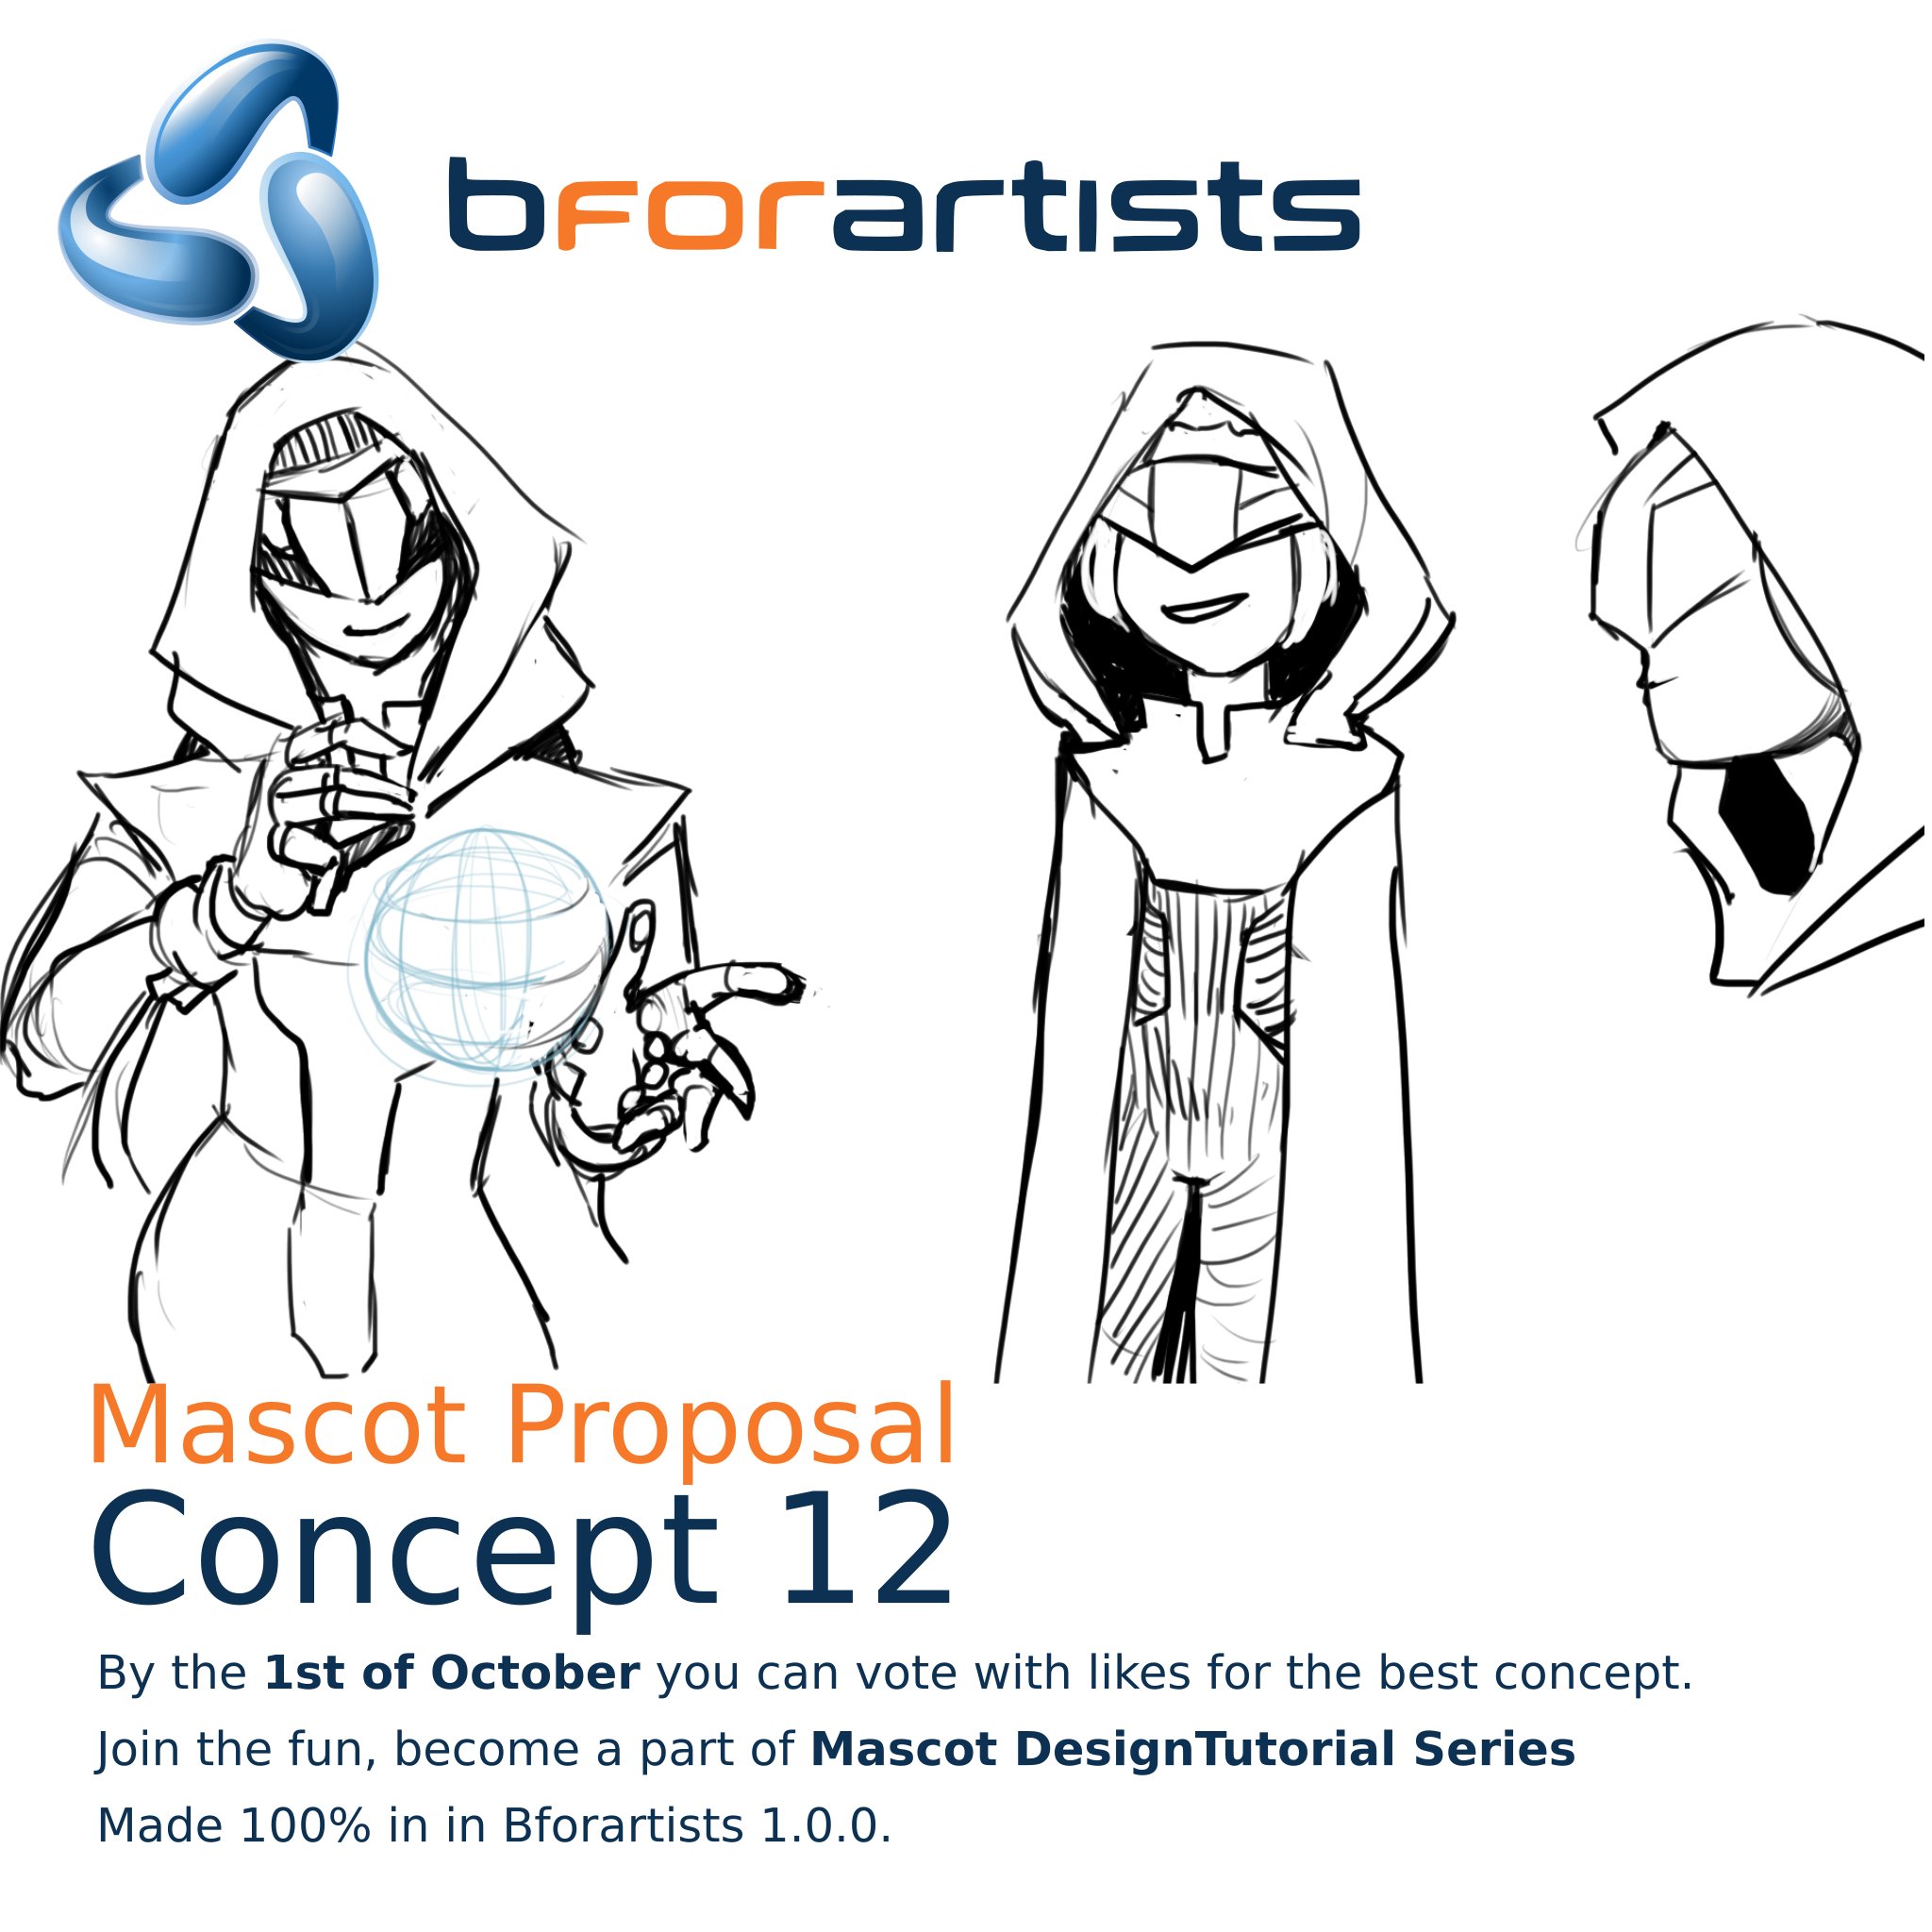 bforartists
Mascot Proposal
Concept 12
By the 1st of October you can vote with likes for the best concept.
Join the fun, become a part of Mascot DesignTutorial Series
Made 100% in in Bforartists 1.0.0.